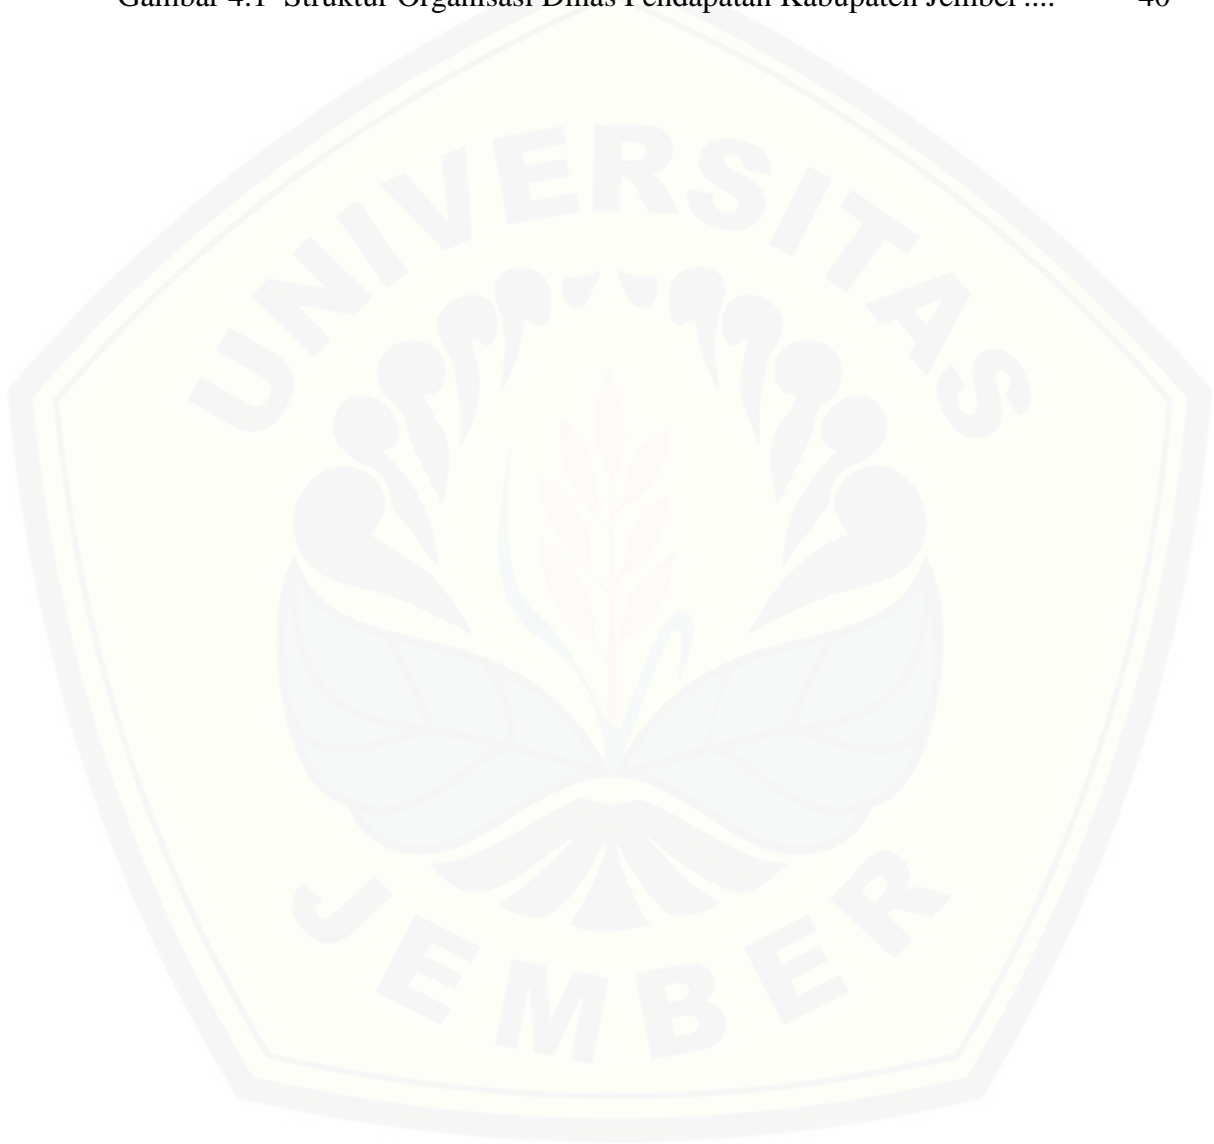 Gambar 4.1 Struktur Organisasi Dinas Pendapatan Kabupaten Jember .... 40
UNIVERSITAS
JEMBER